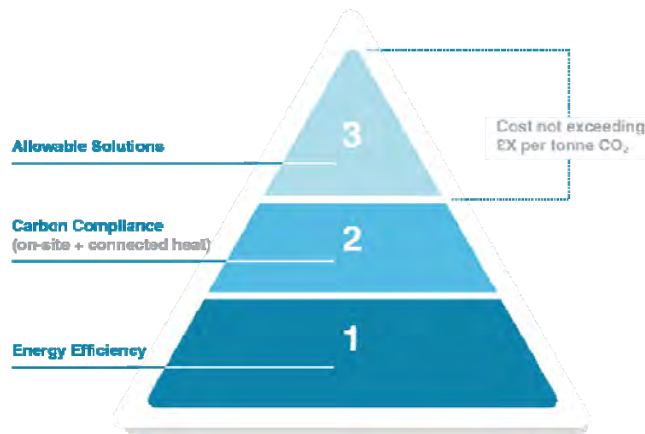 3
Allowable Solutions
Cost not exceeding
£X per tonne CO₂
Carbon Compliance
(on-site + connected heat)
2
1
Energy Efficiency